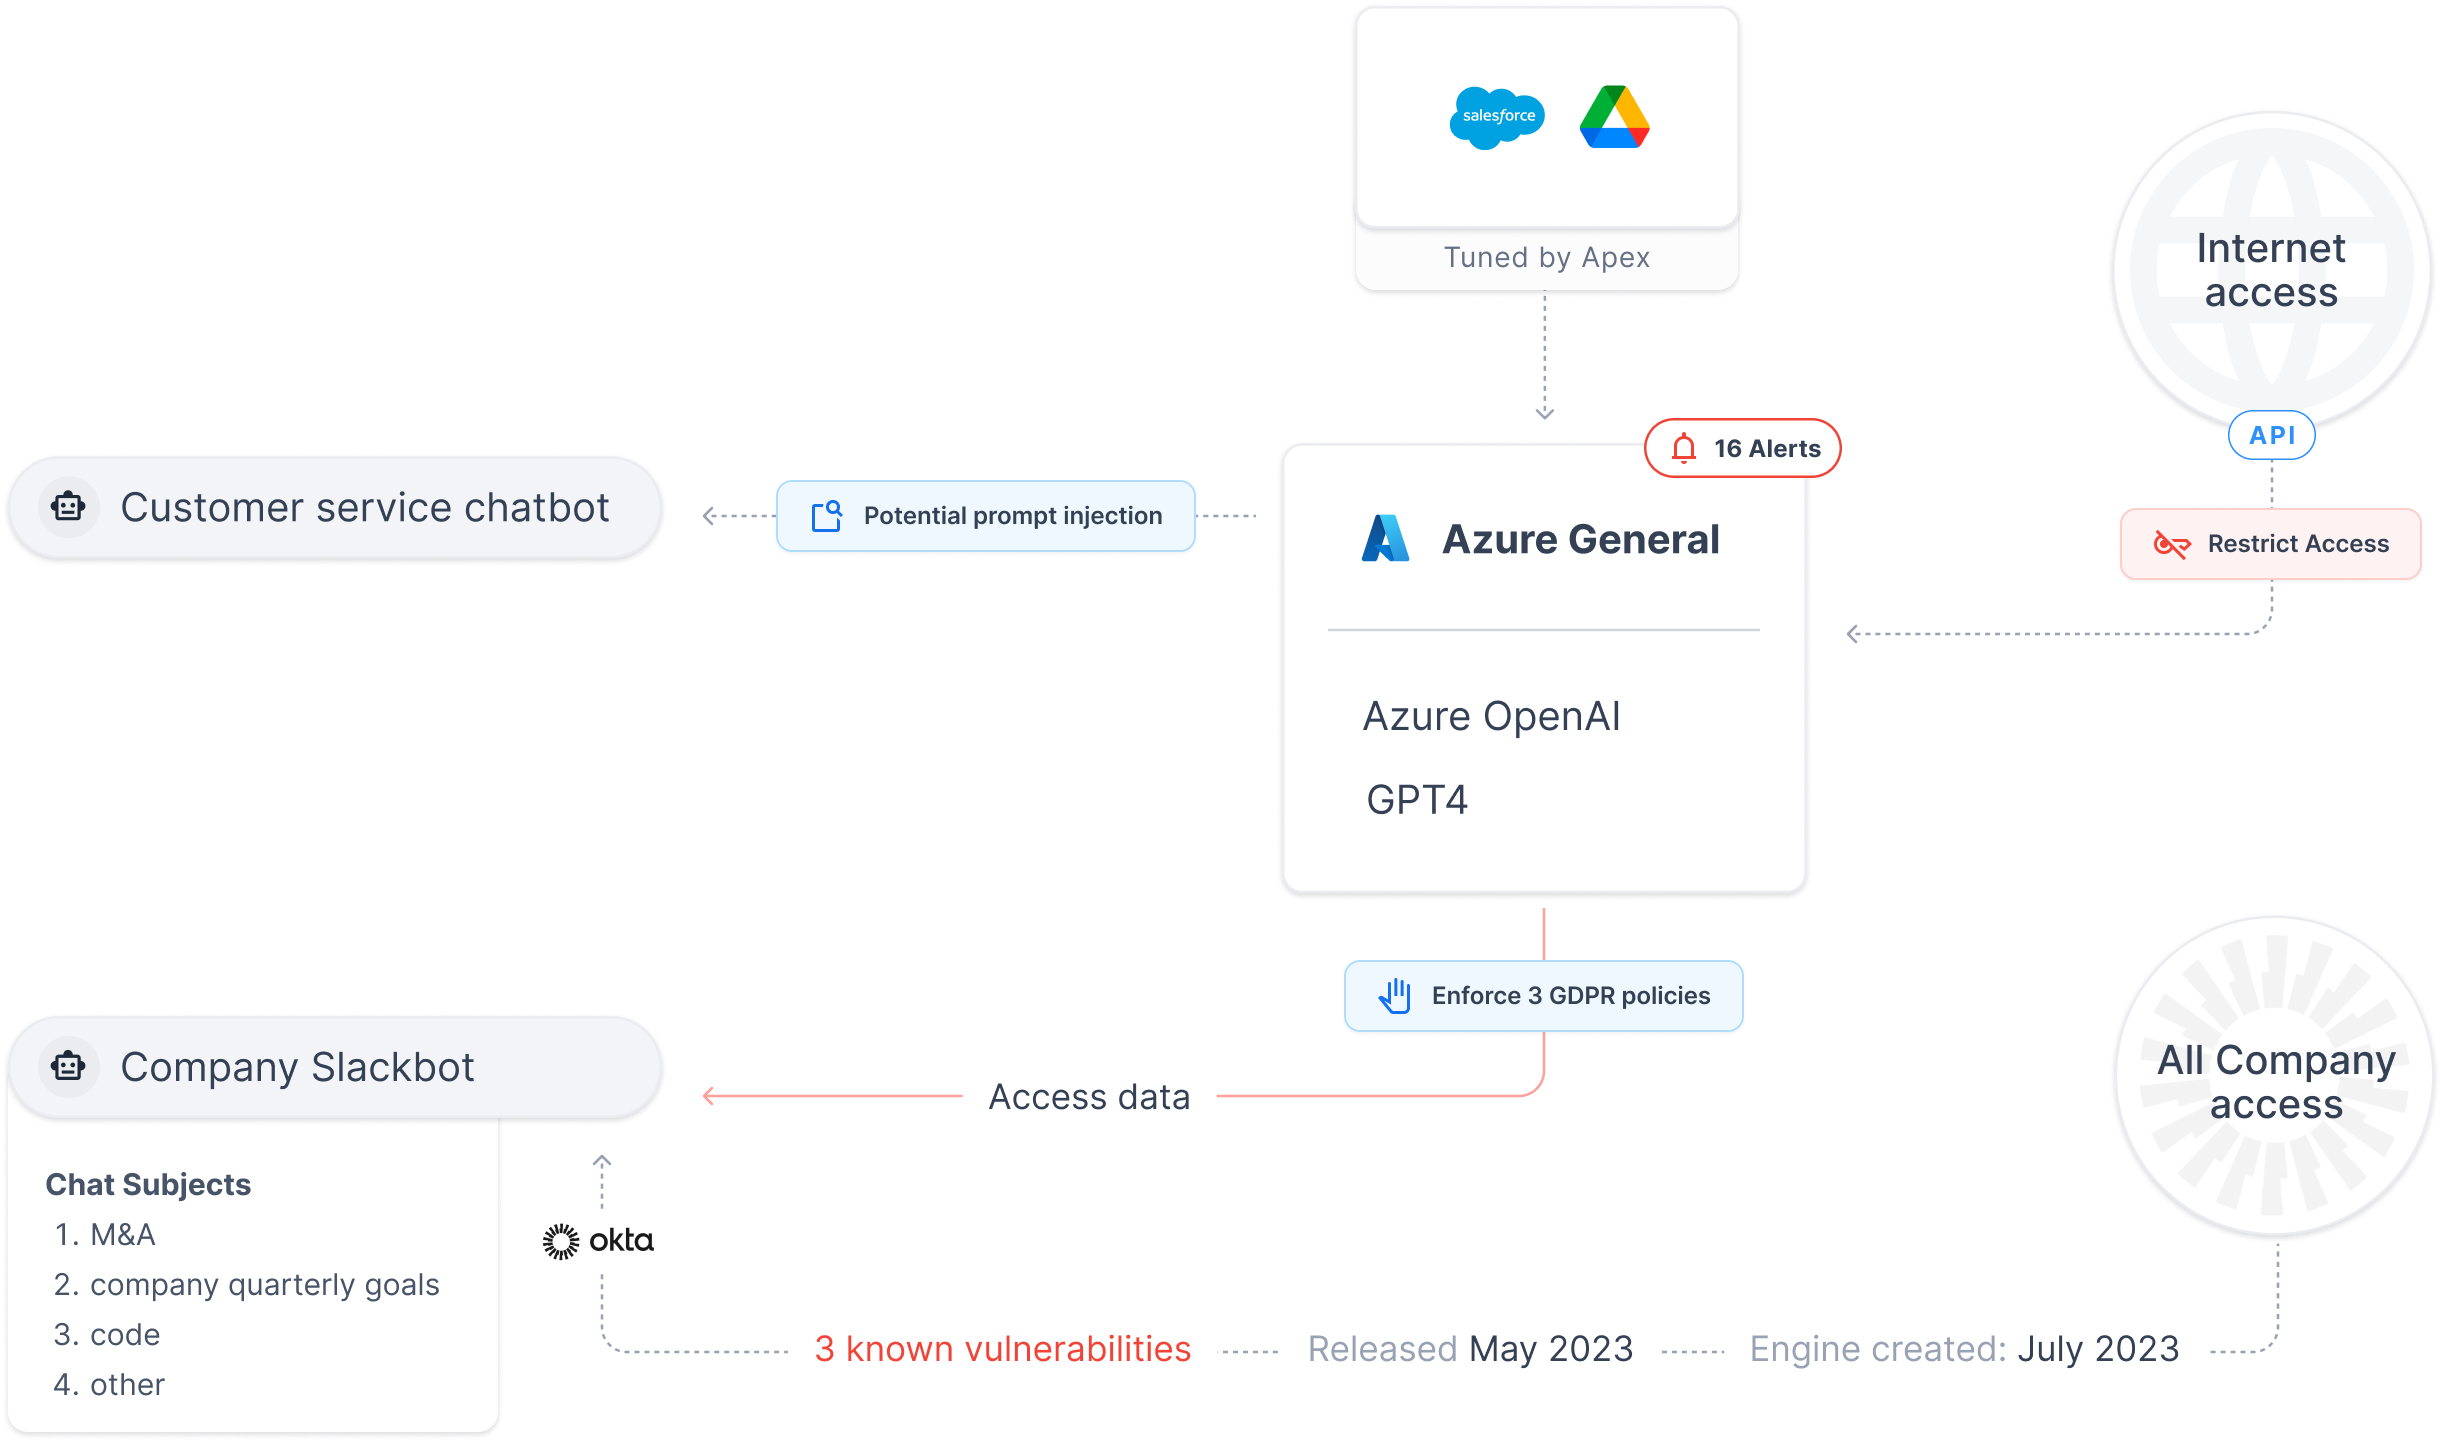 salesforce
Tuned by Apex
Internet
access
API
Restrict Access
16 Alerts
Azure General
Azure OpenAI
GPT4
Potential prompt injection
Customer service chatbot
Enforce 3 GDPR policies
Access data
Company Slackbot
Chat Subjects
1. M&A
2. company quarterly goals
3. code
4. other
okta
3 known vulnerabilities
Released May 2023
Engine created: July 2023
All Company
access